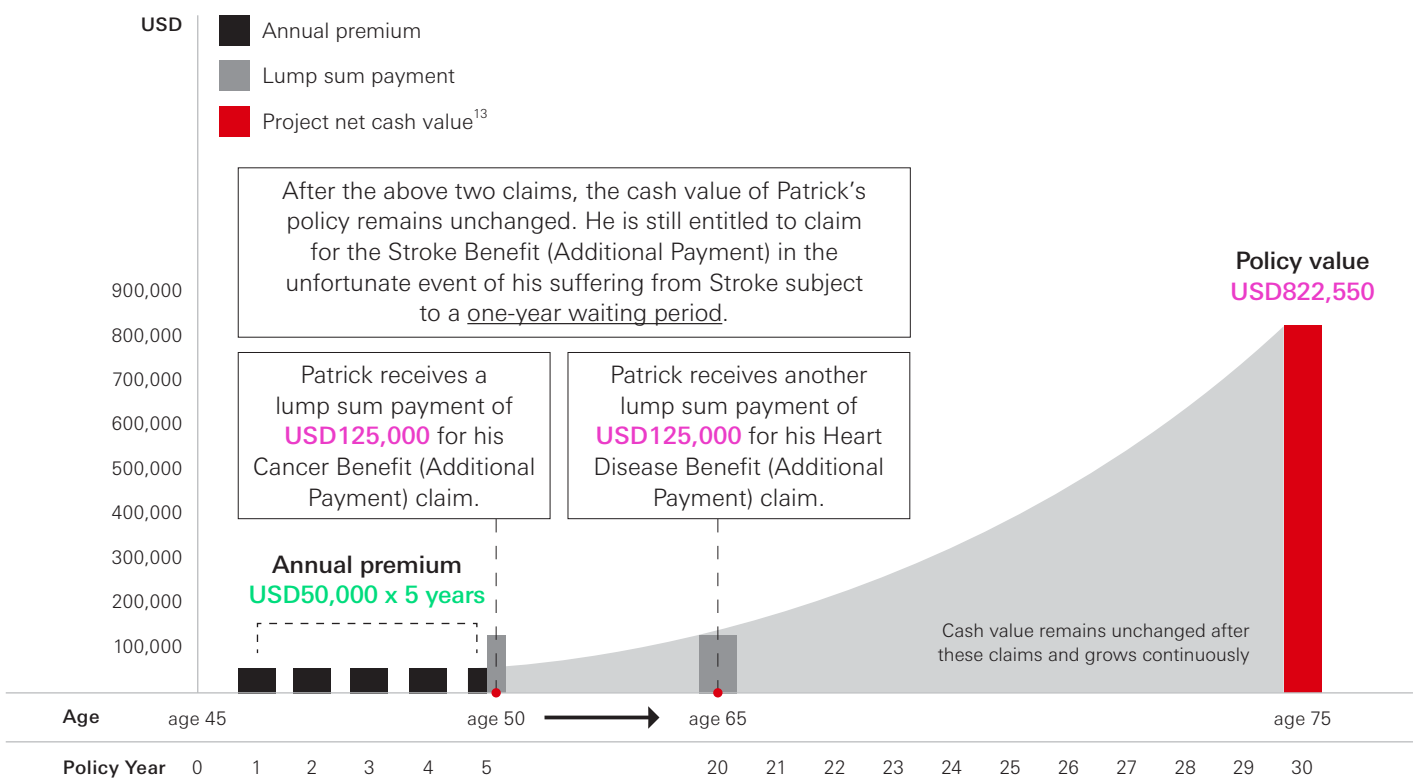 USD
Annual premium
Lump sum payment
Project net cash value13
After the above two claims, the cash value of Patrick's
policy remains unchanged. He is still entitled to claim
for the Stroke Benefit (Additional Payment) in the
unfortunate event of his suffering from Stroke subject
to a one-year waiting period.
Policy value
USD822,550
900,000
800,000
700,000
600,000
500,000
400,000
300,000
200,000
100,000
Patrick receives a
lump sum payment of
USD125,000 for his
Cancer Benefit (Additional
Payment) claim.
Patrick receives another
lump sum payment of
USD125,000 for his Heart
Disease Benefit (Additional
Payment) claim.
Annual premium
USD50,000 x 5 years
Cash value remains unchanged after
these claims and grows continuously
Age age 45 age 50 age 65 age 75
Policy Year 0 1 2 3 4 5 20 21 22 23 24 25 26 27 28 29 30